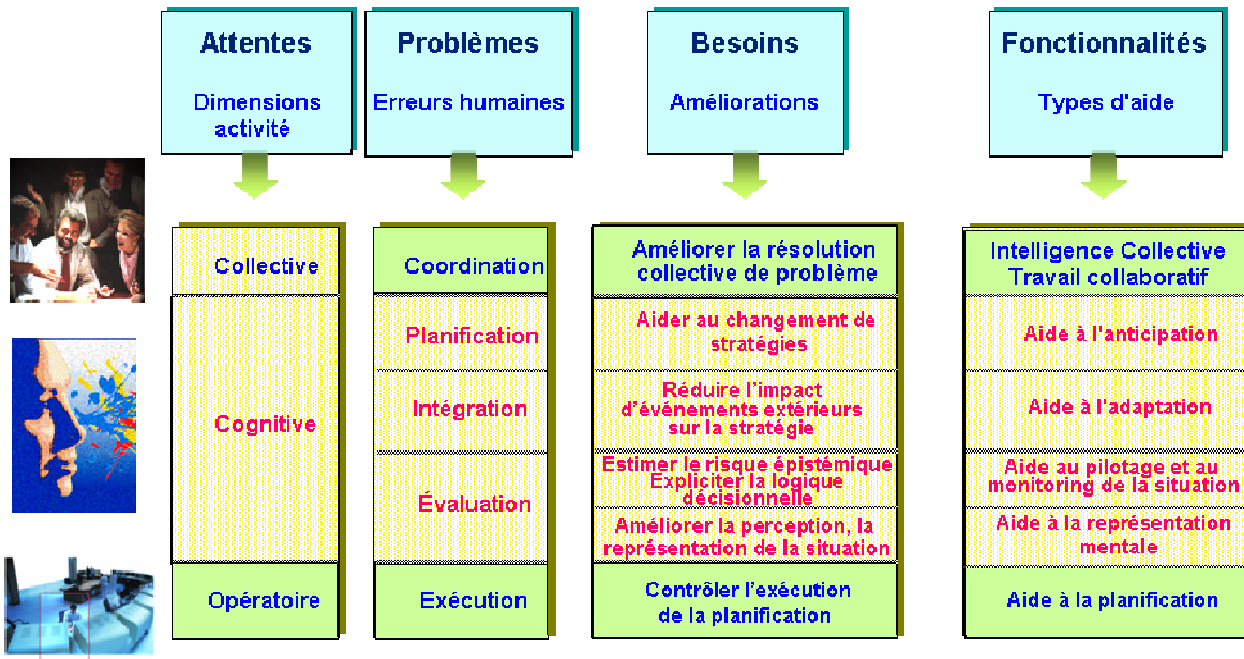 Attentes
Dimensions
activité
Problèmes
Erreurs humaines
Besoins
Améliorations
Fonctionnalités
Types d'aide
Collective
Coordination
Améliorer la résolution
collective de problème
Intelligence Collective
Travail collaboratif
Cognitive
Planification
Aider au changement de
stratégies
Aide à l'anticipation
Intégration
Réduire l'impact
d'événements extérieurs
sur la stratégie
Aide à l'adaptation
Évaluation
Estimer le risque épistémique
Expliciter la logique
décisionnelle
Aide au pilotage et au
monitoring de la situation
Améliorer la perception, la
représentation de la situation
Aide à la représentation
mentale
Opératoire
Exécution
Contrôler l'exécution
de la planification
Aide à la planification